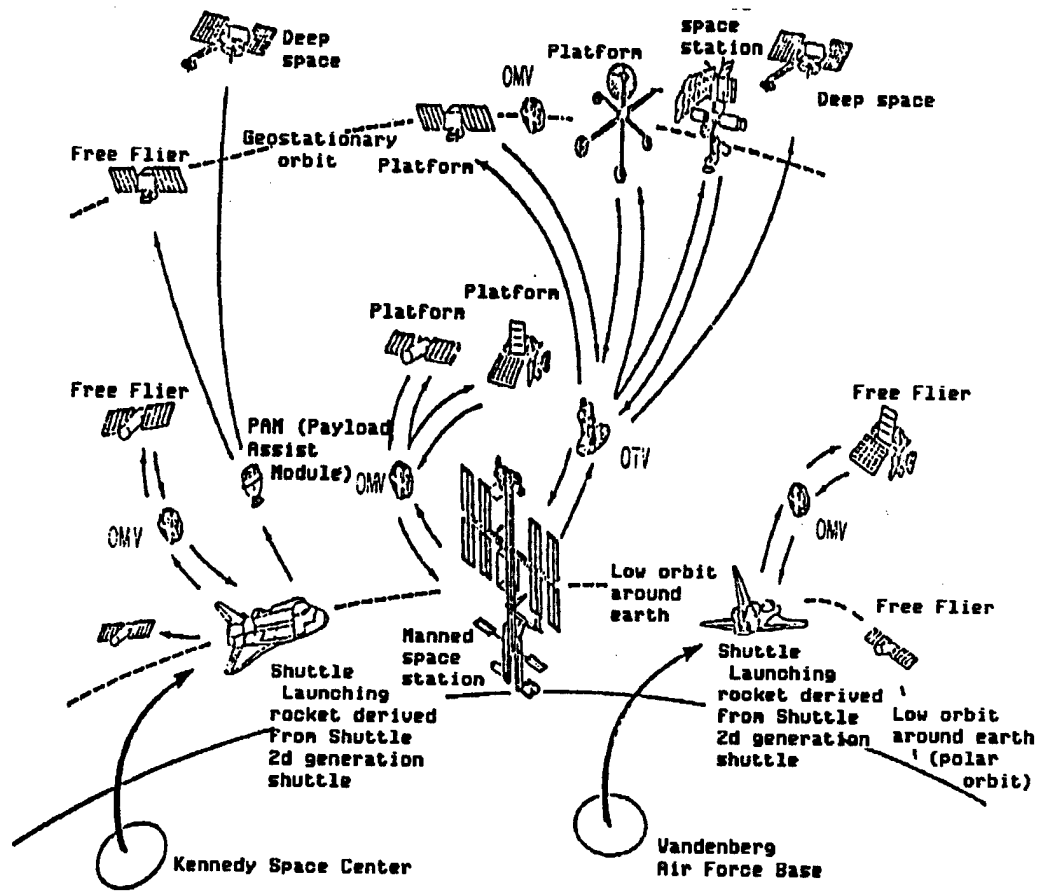 Deep
space
Platform
space
station
OMV
Deep space
Free Flier
Geostationary
orbit
Platform
Platform
Platform
Free Flier
PAM (Payload
Assist
Module)
OMV
OTV
Free Flier
OMV
OMV
Low orbit
around
earth
Free Flier
Manned
space
station
Shuttle
Launching
rocket derived
from Shuttle
2d generation
shuttle
Shuttle
Launching
rocket derived
from Shuttle
2d generation
shuttle
Low orbit
around earth
(polar
orbit)
Kennedy Space Center
Vandenberg
Air Force Base